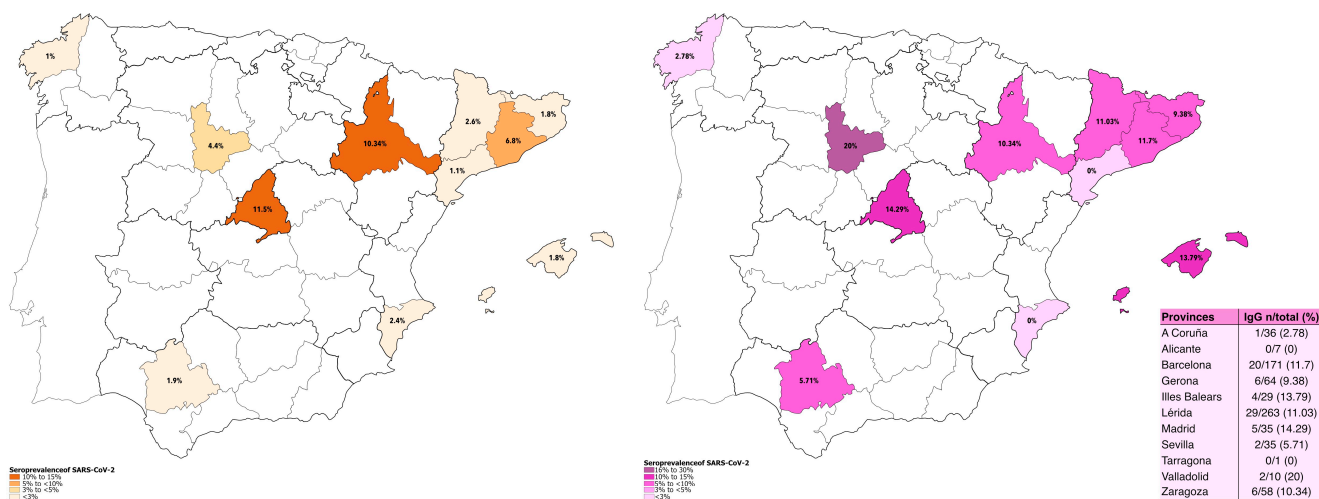 1%
4.4%
10.34%
2.6%
1.8%
6.8%
1.1%
11.5%
1.8%
2.4%
1.9%
Seroprevalenceof SARS-CoV-2
10% to 15%
5% to <10%
3% to <5%
<3%
2.78%
20%
10.34%
11.03%
9.38%
11.7%
0%
14.29%
13.79%
0%
5.71%
Seroprevalenceof SARS-CoV-2
16% to 30%
10% to 15%
5% to <10%
3% to <5%
<3%
Provinces IgG n/total (%)
A Coruña 1/36 (2.78)
Alicante 0/7 (0)
Barcelona 20/171 (11.7)
Gerona 6/64 (9.38)
Illes Balears 4/29 (13.79)
Lérida 29/263 (11.03)
Madrid 5/35 (14.29)
Sevilla 2/35 (5.71)
Tarragona 0/1 (0)
Valladolid 2/10 (20)
Zaragoza 6/58 (10.34)